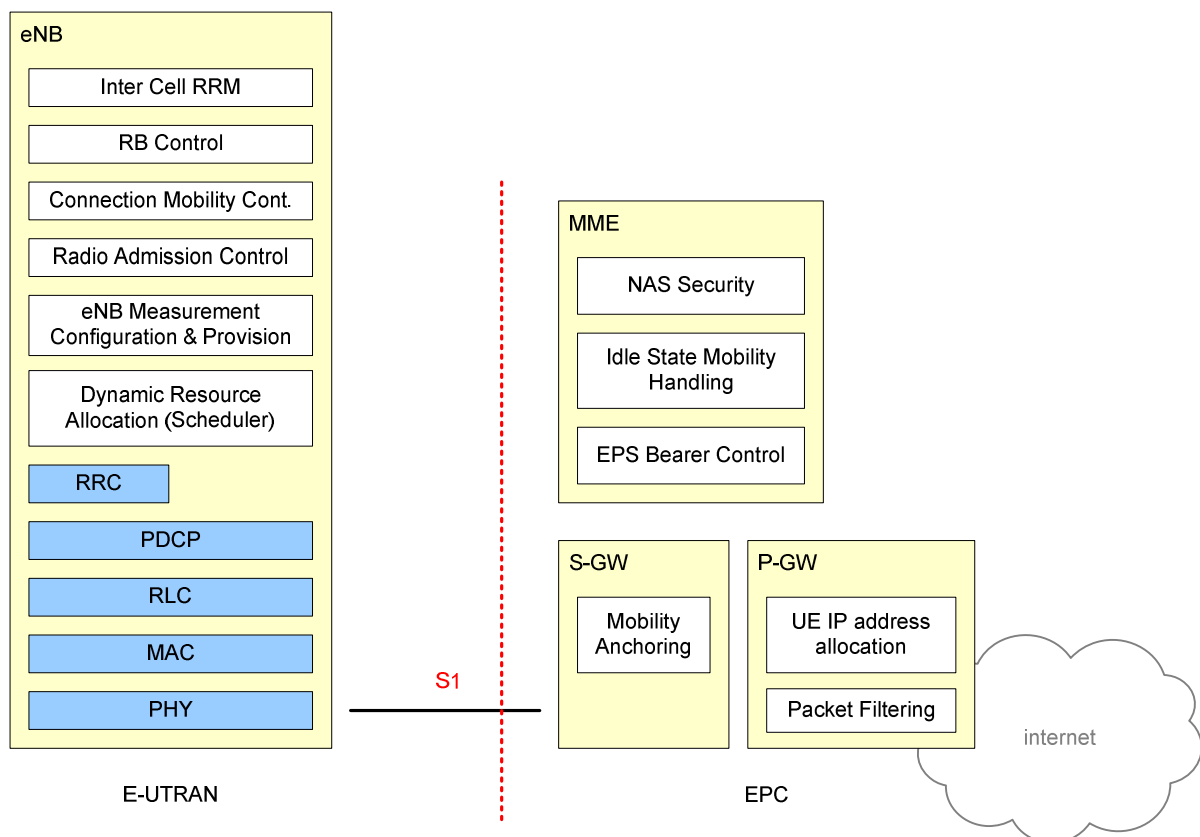 eNB
Inter Cell RRM
RB Control
Connection Mobility Cont.
Radio Admission Control
eNB Measurement
Configuration & Provision
Dynamic Resource
Allocation (Scheduler)
RRC
PDCP
RLC
MAC
PHY
S1
MME
NAS Security
Idle State Mobility
Handling
EPS Bearer Control
S-GW
Mobility
Anchoring
P-GW
UE IP address
allocation
Packet Filtering
internet
E-UTRAN
EPC